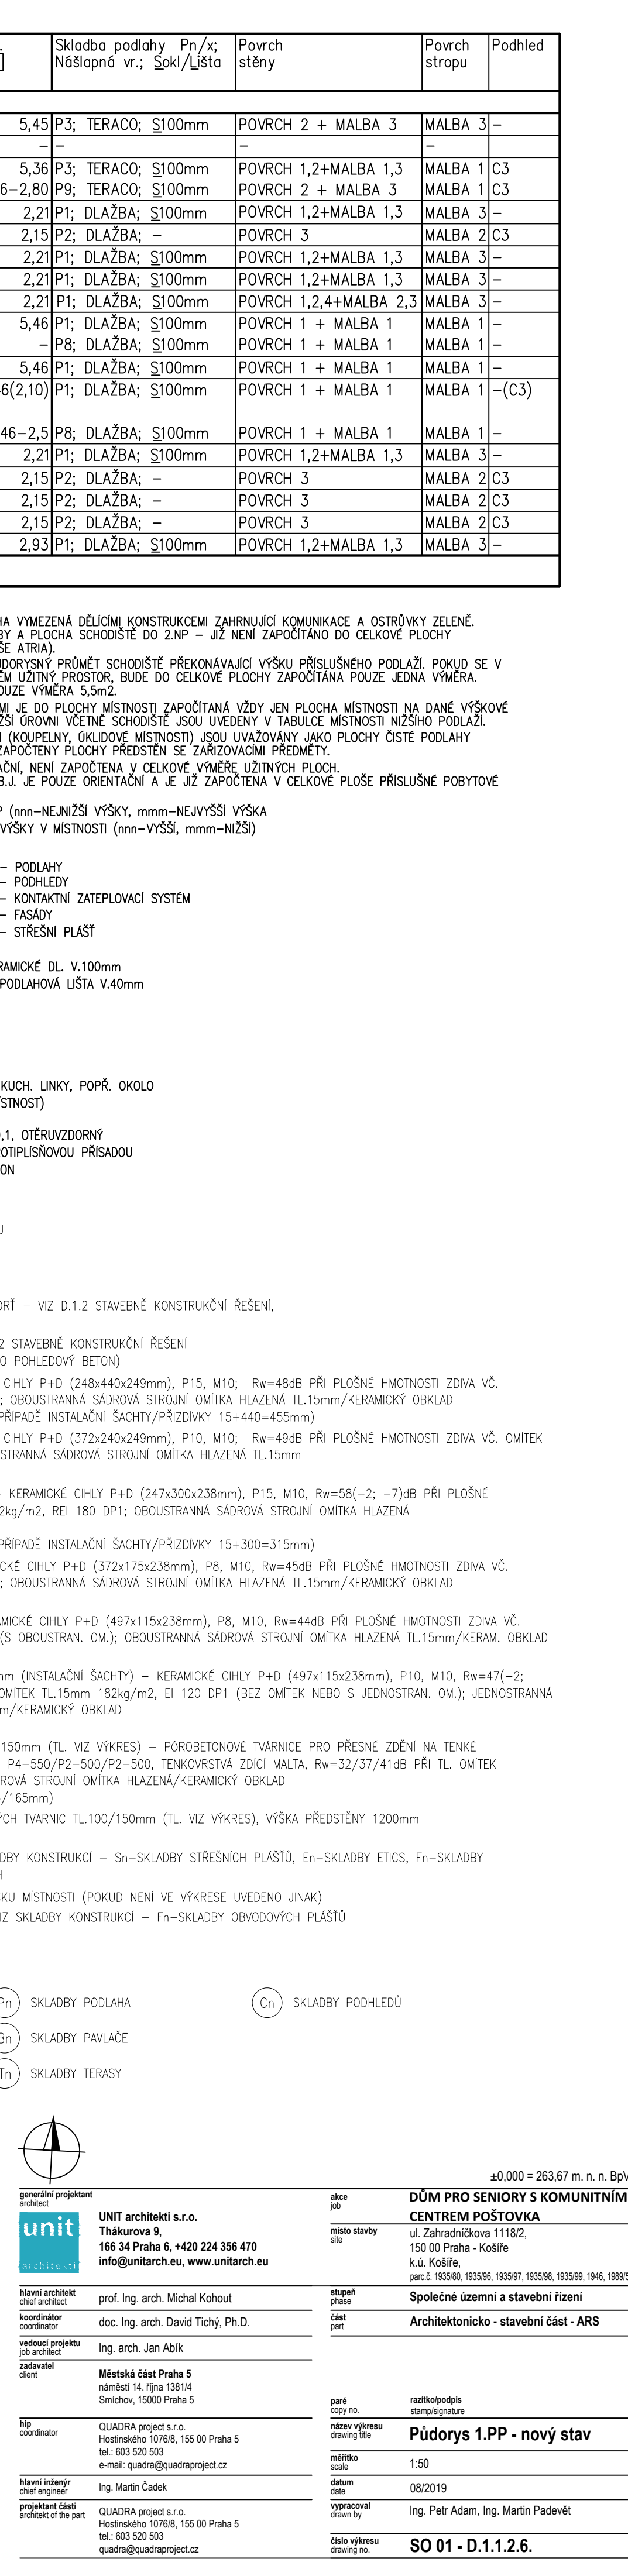 Skladba podlahy Pn/x; Povrch Povrch Podhled
] Nášlapná vr.; Sokl/Lišta stěny stropu
5,45 P3; TERACO; S100mm POVRCH 2 + MALBA 3 MALBA 3 –
– – – –
5,36 P3; TERACO; S100mm POVRCH 1,2+MALBA 1,3 MALBA 1 C3
6–2,80 P9; TERACO; S100mm POVRCH 2 + MALBA 3 MALBA 1 C3
2,21 P1; DLAŽBA; S100mm POVRCH 1,2+MALBA 1,3 MALBA 3 –
2,15 P2; DLAŽBA; – POVRCH 3 MALBA 2 C3
2,21 P1; DLAŽBA; S100mm POVRCH 1,2+MALBA 1,3 MALBA 3 –
2,21 P1; DLAŽBA; S100mm POVRCH 1,2+MALBA 1,3 MALBA 3 –
2,21 P1; DLAŽBA; S100mm POVRCH 1,2,4+MALBA 2,3 MALBA 3 –
5,46 P1; DLAŽBA; S100mm POVRCH 1 + MALBA 1 MALBA 1 –
– P8; DLAŽBA; S100mm POVRCH 1 + MALBA 1 MALBA 1 –
5,46 P1; DLAŽBA; S100mm POVRCH 1 + MALBA 1 MALBA 1 –
6(2,10) P1; DLAŽBA; S100mm POVRCH 1 + MALBA 1 MALBA 1 –(C3)
46–2,5 P8; DLAŽBA; S100mm POVRCH 1 + MALBA 1 MALBA 1 –
2,21 P1; DLAŽBA; S100mm POVRCH 1,2+MALBA 1,3 MALBA 3 –
2,15 P2; DLAŽBA; – POVRCH 3 MALBA 2 C3
2,15 P2; DLAŽBA; – POVRCH 3 MALBA 2 C3
2,15 P2; DLAŽBA; – POVRCH 3 MALBA 2 C3
2,93 P1; DLAŽBA; S100mm POVRCH 1,2+MALBA 1,3 MALBA 3 –
HA VYMEZENÁ DĚLÍCÍMI KONSTRUKCEMI ZAHRNUJÍCÍ KOMUNIKACE A OSTRŮVKY ZELENĚ.
BY A PLOCHA SCHODIŠTĚ DO 2.NP – JIŽ NENÍ ZAPOČÍTÁNO DO CELKOVÉ PLOCHY
ŠE ATRIA).
UDORYSNÝ PRŮMĚT SCHODIŠTĚ PŘEKONÁVAJÍCÍ VÝŠKU PŘÍSLUŠNÉHO PODLAŽÍ. POKUD SE V
ÉM UŽITNÝ PROSTOR, BUDE DO CELKOVÉ PLOCHY ZAPOČÍTÁNA POUZE JEDNA VÝMĚRA.
OUZE VÝMĚRA 5,5m2.
MI JE DO PLOCHY MÍSTNOSTI ZAPOČÍTANÁ VŽDY JEN PLOCHA MÍSTNOSTI NA DANÉ VÝŠKOVÉ
ŽŠÍ ÚROVNI VČETNĚ SCHODIŠTĚ JSOU UVEDENY V TABULCE MÍSTNOSTI NIŽŠÍHO PODLAŽÍ.
I (KOUPELNY, ÚKLIDOVÉ MÍSTNOSTI) JSOU UVAŽOVÁNY JAKO PLOCHY ČISTÉ PODLAHY
ZAPOČTENY PLOCHY PŘEDSTĚN SE ZAŘIZOVACÍMI PŘEDMĚTY.
AČNÍ, NENÍ ZAPOČTENA V CELKOVÉ VÝMĚŘE UŽITNÝCH PLOCH.
B.J. JE POUZE ORIENTAČNÍ A JE JIŽ ZAPOČTENA V CELKOVÉ PLOŠE PŘÍSLUŠNÉ POBYTOVÉ
P (nnn–NEJNIŽŠÍ VÝŠKY, mmm–NEJVYŠŠÍ VÝŠKA
VÝŠKY V MÍSTNOSTI (nnn–VYŠŠÍ, mmm–NIŽŠÍ)
– PODLAHY
– PODHLEDY
– KONTAKTNÍ ZATEPLOVACÍ SYSTÉM
– FASÁDY
– STŘEŠNÍ PLÁŠŤ
RAMICKÉ DL. V.100mm
PODLAHOVÁ LIŠTA V.40mm
KUCH. LINKY, POPŘ. OKOLO
ÍSTNOST)
,1, OTĚRUVZDORNÝ
OTIPLÍSŇOVOU PŘÍSADOU
ON
U
ORŤ – VIZ D.1.2 STAVEBNĚ KONSTRUKČNÍ ŘEŠENÍ,
2 STAVEBNĚ KONSTRUKČNÍ ŘEŠENÍ
O POHLEDOVÝ BETON)
CIHLY P+D (248x440x249mm), P15, M10; Rw=48dB PŘI PLOŠNÉ HMOTNOSTI ZDIVA VČ.
; OBOUSTRANNÁ SÁDROVÁ STROJNÍ OMÍTKA HLAZENÁ TL.15mm/KERAMICKÝ OBKLAD
PŘÍPADĚ INSTALAČNÍ ŠACHTY/PŘIZDÍVKY 15+440=455mm)
CIHLY P+D (372x240x249mm), P10, M10; Rw=49dB PŘI PLOŠNÉ HMOTNOSTI ZDIVA VČ. OMÍTEK
USTRANNÁ SÁDROVÁ STROJNÍ OMÍTKA HLAZENÁ TL.15mm
– KERAMICKÉ CIHLY P+D (247x300x238mm), P15, M10, Rw=58(–2; –7)dB PŘI PLOŠNÉ
2kg/m2, REI 180 DP1; OBOUSTRANNÁ SÁDROVÁ STROJNÍ OMÍTKA HLAZENÁ
PŘÍPADĚ INSTALAČNÍ ŠACHTY/PŘIZDÍVKY 15+300=315mm)
CKÉ CIHLY P+D (372x175x238mm), P8, M10, Rw=45dB PŘI PLOŠNÉ HMOTNOSTI ZDIVA VČ.
; OBOUSTRANNÁ SÁDROVÁ STROJNÍ OMÍTKA HLAZENÁ TL.15mm/KERAMICKÝ OBKLAD
AMICKÉ CIHLY P+D (497x115x238mm), P8, M10, Rw=44dB PŘI PLOŠNÉ HMOTNOSTI ZDIVA VČ.
(S OBOUSTRAN. OM.); OBOUSTRANNÁ SÁDROVÁ STROJNÍ OMÍTKA HLAZENÁ TL.15mm/KERAM. OBKLAD
mm (INSTALAČNÍ ŠACHTY) – KERAMICKÉ CIHLY P+D (497x115x238mm), P10, M10, Rw=47(–2;
OMÍTEK TL.15mm 182kg/m2, EI 120 DP1 (BEZ OMÍTEK NEBO S JEDNOSTRAN. OM.); JEDNOSTRANNÁ
m/KERAMICKÝ OBKLAD
150mm (TL. VIZ VÝKRES) – PÓROBETONOVÉ TVÁRNICE PRO PŘESNÉ ZDĚNÍ NA TENKÉ
P4–550/P2–500/P2–500, TENKOVRSTVÁ ZDÍCÍ MALTA, Rw=32/37/41dB PŘI TL. OMÍTEK
ROVÁ STROJNÍ OMÍTKA HLAZENÁ/KERAMICKÝ OBKLAD
/165mm)
ÝCH TVARNIC TL.100/150mm (TL. VIZ VÝKRES), VÝŠKA PŘEDSTĚNY 1200mm
DBY KONSTRUKCÍ – Sn–SKLADBY STŘEŠNÍCH PLÁŠŤŮ, En–SKLADBY ETICS, Fn–SKLADBY
H
ŠKU MÍSTNOSTI (POKUD NENÍ VE VÝKRESE UVEDENO JINAK)
IZ SKLADBY KONSTRUKCÍ – Fn–SKLADBY OBVODOVÝCH PLÁŠŤŮ
Pn SKLADBY PODLAHA Cn SKLADBY PODHLEDŮ
Bn SKLADBY PAVLAČE
Tn SKLADBY TERASY
±0,000 = 263,67 m. n. n. BpV
generální projektant
architect
unit
architekti
UNIT architekti s.r.o.
Thákurova 9,
166 34 Praha 6, +420 224 356 470
info@unitarch.eu, www.unitarch.eu
akce
job
DŮM PRO SENIORY S KOMUNITNÍM
CENTREM POŠTOVKA
místo stavby
site
ul. Zahradníčkova 1118/2,
150 00 Praha - Košíře
k.ú. Košíře,
parc.č. 1935/80, 1935/96, 1935/97, 1935/98, 1935/99, 1946, 1989/5
hlavní architekt
chief architect
prof. Ing. arch. Michal Kohout
stupeň
phase
Společné územní a stavební řízení
koordinátor
coordinator
doc. Ing. arch. David Tichý, Ph.D.
část
part
Architektonicko - stavební část - ARS
vedoucí projektu
job architect
Ing. arch. Jan Abík
zadavatel
client
Městská část Praha 5
náměstí 14. října 1381/4
Smíchov, 15000 Praha 5
paré
copy no.
razítko/podpis
stamp/signature
hip
coordinator
QUADRA project s.r.o.
Hostinského 1076/8, 155 00 Praha 5
tel.: 603 520 503
e-mail: quadra@quadraproject.cz
název výkresu
drawing title
Půdorys 1.PP - nový stav
měřítko
scale
1:50
hlavní inženýr
chief engineer
Ing. Martin Čadek
datum
date
08/2019
projektant části
architekt of the part
QUADRA project s.r.o.
Hostinského 1076/8, 155 00 Praha 5
tel.: 603 520 503
quadra@quadraproject.cz
vypracoval
drawn by
Ing. Petr Adam, Ing. Martin Padevět
číslo výkresu
drawing no.
SO 01 - D.1.1.2.6.